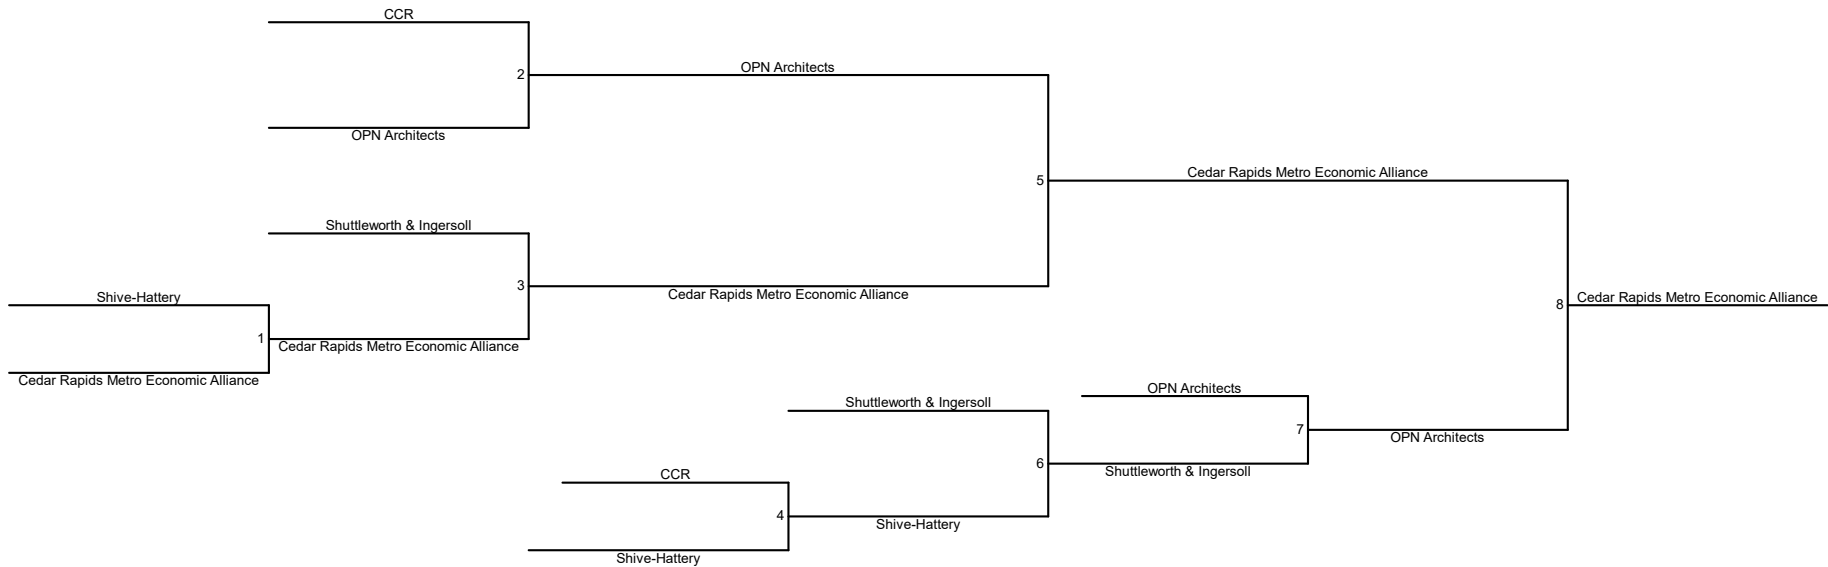 CCR
2
OPN Architects
OPN Architects
5
Cedar Rapids Metro Economic Alliance
Shuttleworth & Ingersoll
3
Cedar Rapids Metro Economic Alliance
Shive-Hattery
1
Cedar Rapids Metro Economic Alliance
Cedar Rapids Metro Economic Alliance
8
Cedar Rapids Metro Economic Alliance
OPN Architects
Shuttleworth & Ingersoll
7
OPN Architects
6
Shuttleworth & Ingersoll
CCR
4
Shive-Hattery
Shive-Hattery